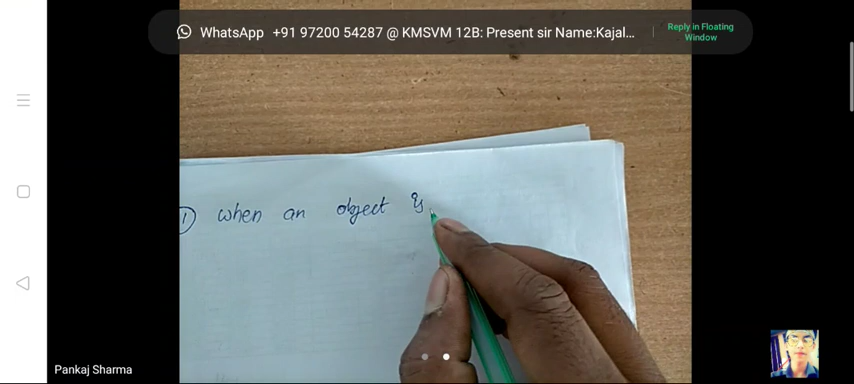 WhatsApp +91 97200 54287 @ KMSVM 12B: Present sir Name:Kajal...
Reply in Floating
Window
① when an object is
Pankaj Sharma